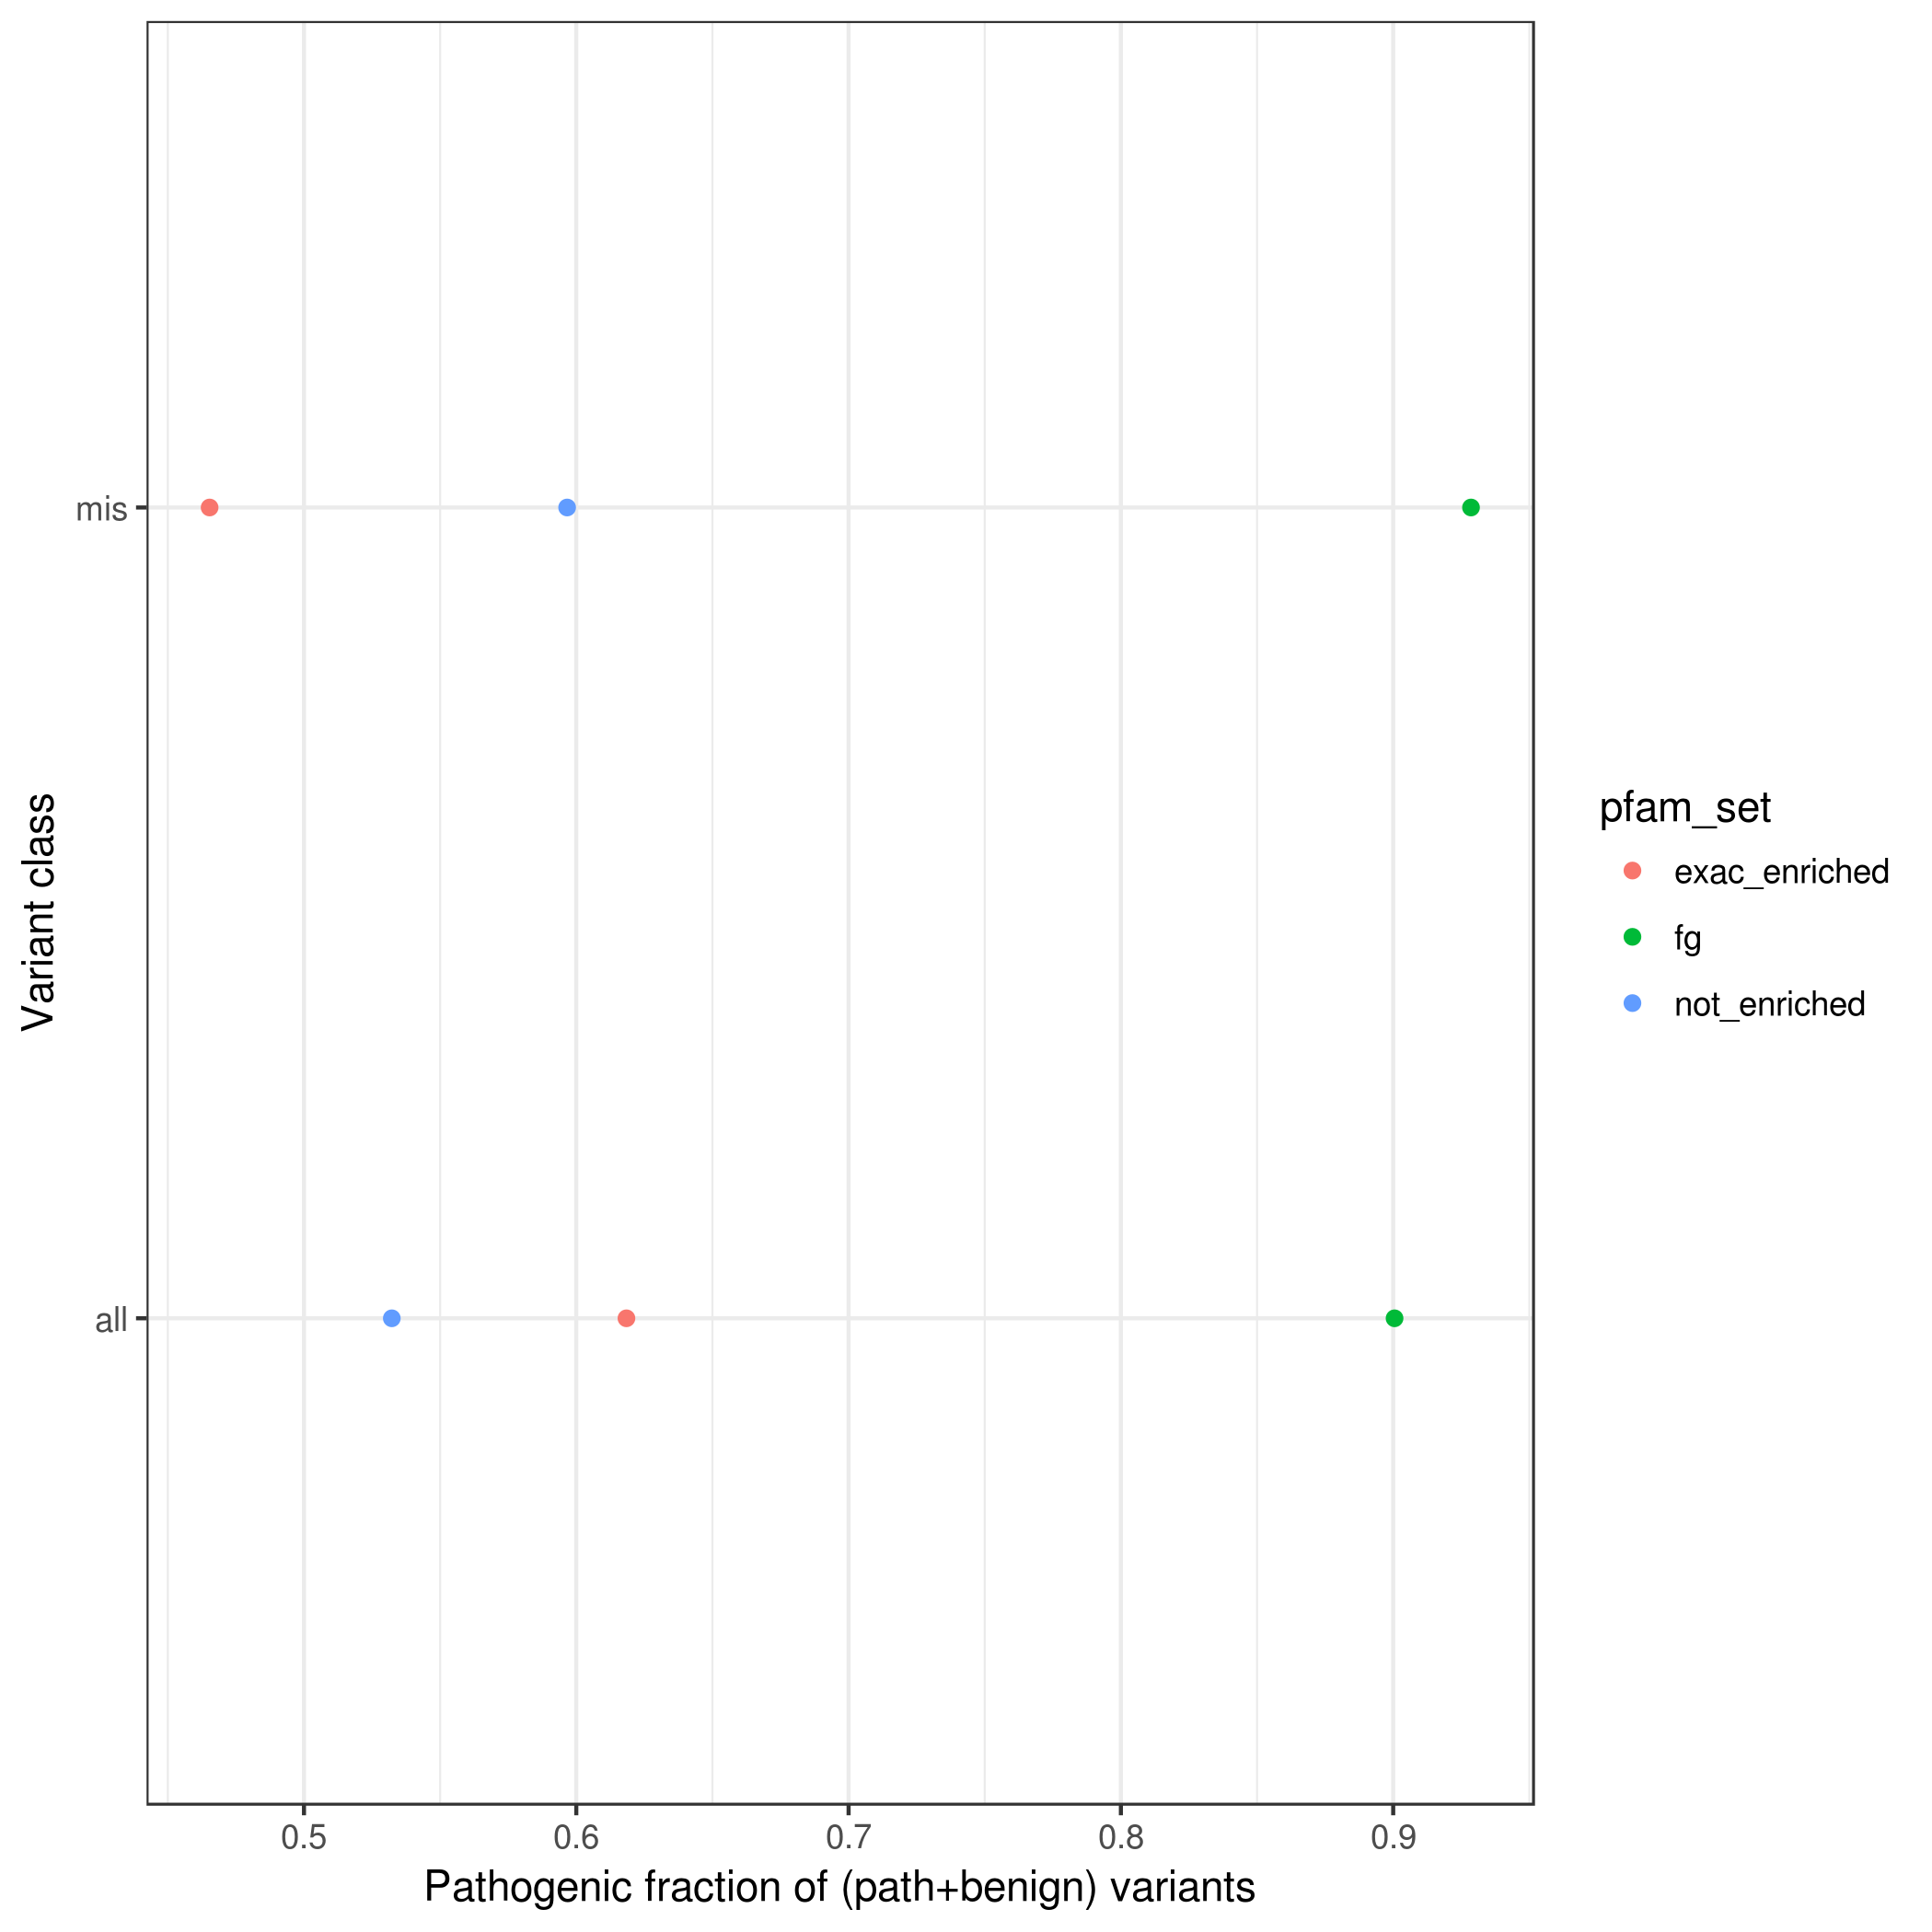 Variant class
mis
all
0.5 0.6 0.7 0.8 0.9
Pathogenic fraction of (path+benign) variants
pfam_set
exac_enriched
fg
not_enriched